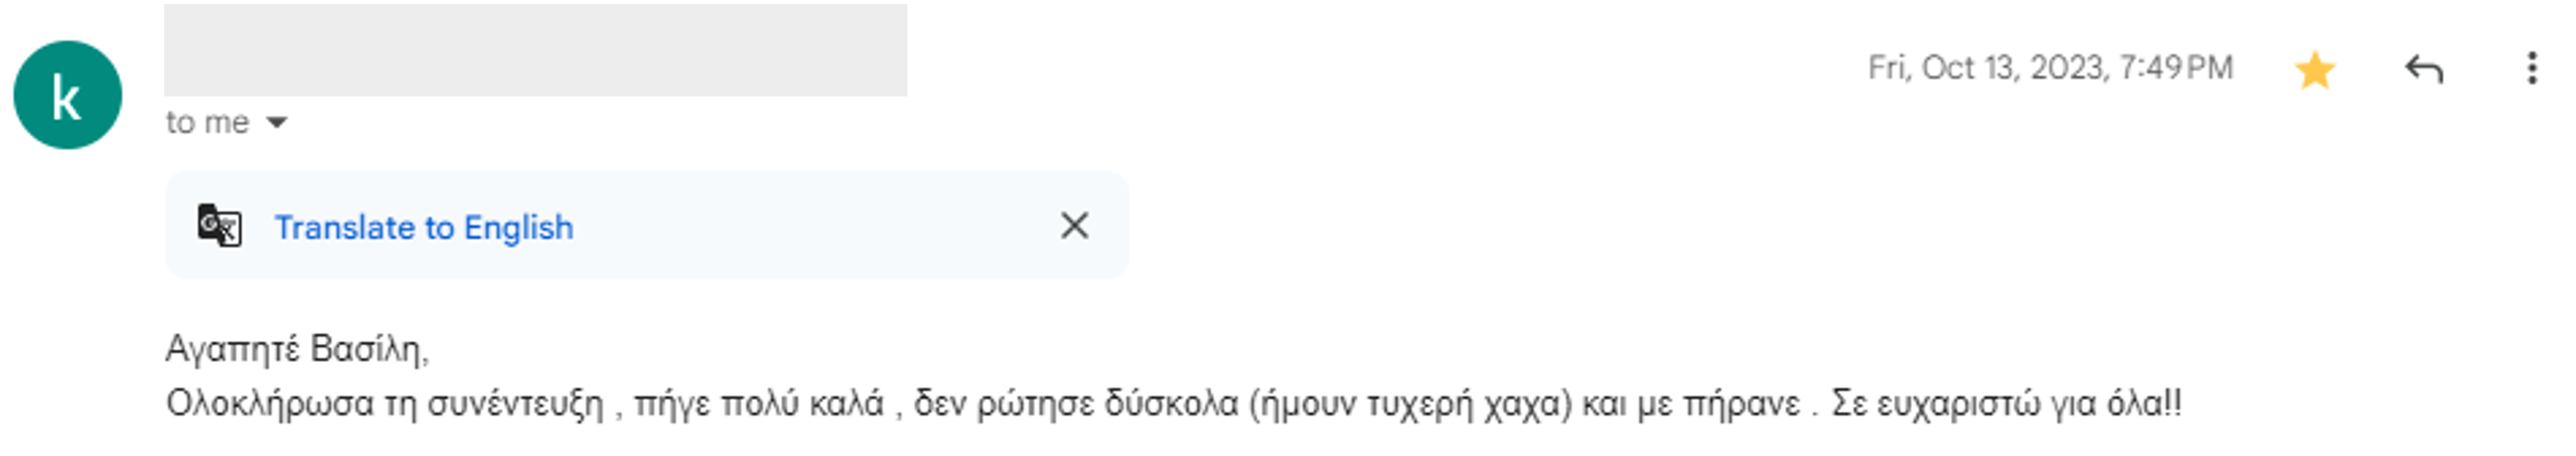 k
Fri, Oct 13, 2023, 7:49 PM
to me
Translate to English
Αγαπητέ Βασίλη,
Ολοκλήρωσα τη συνέντευξη , πήγε πολύ καλά , δεν ρώτησε δύσκολα (ήμουν τυχερή χαχα) και με πήρανε . Σε ευχαριστώ για όλα!!